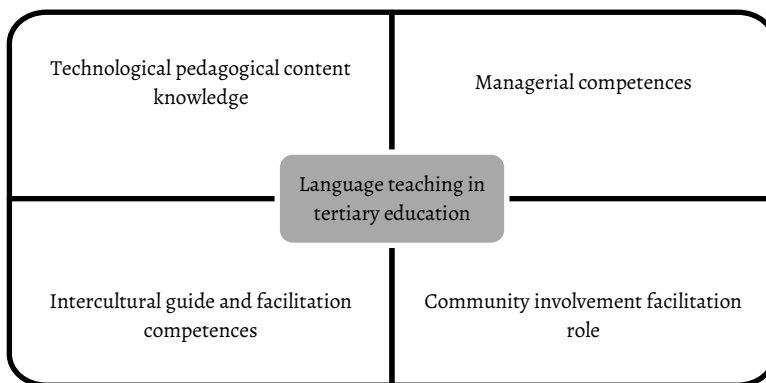 Technological pedagogical content
knowledge
Managerial competences
Language teaching in
tertiary education
Intercultural guide and facilitation
competences
Community involvement facilitation
role